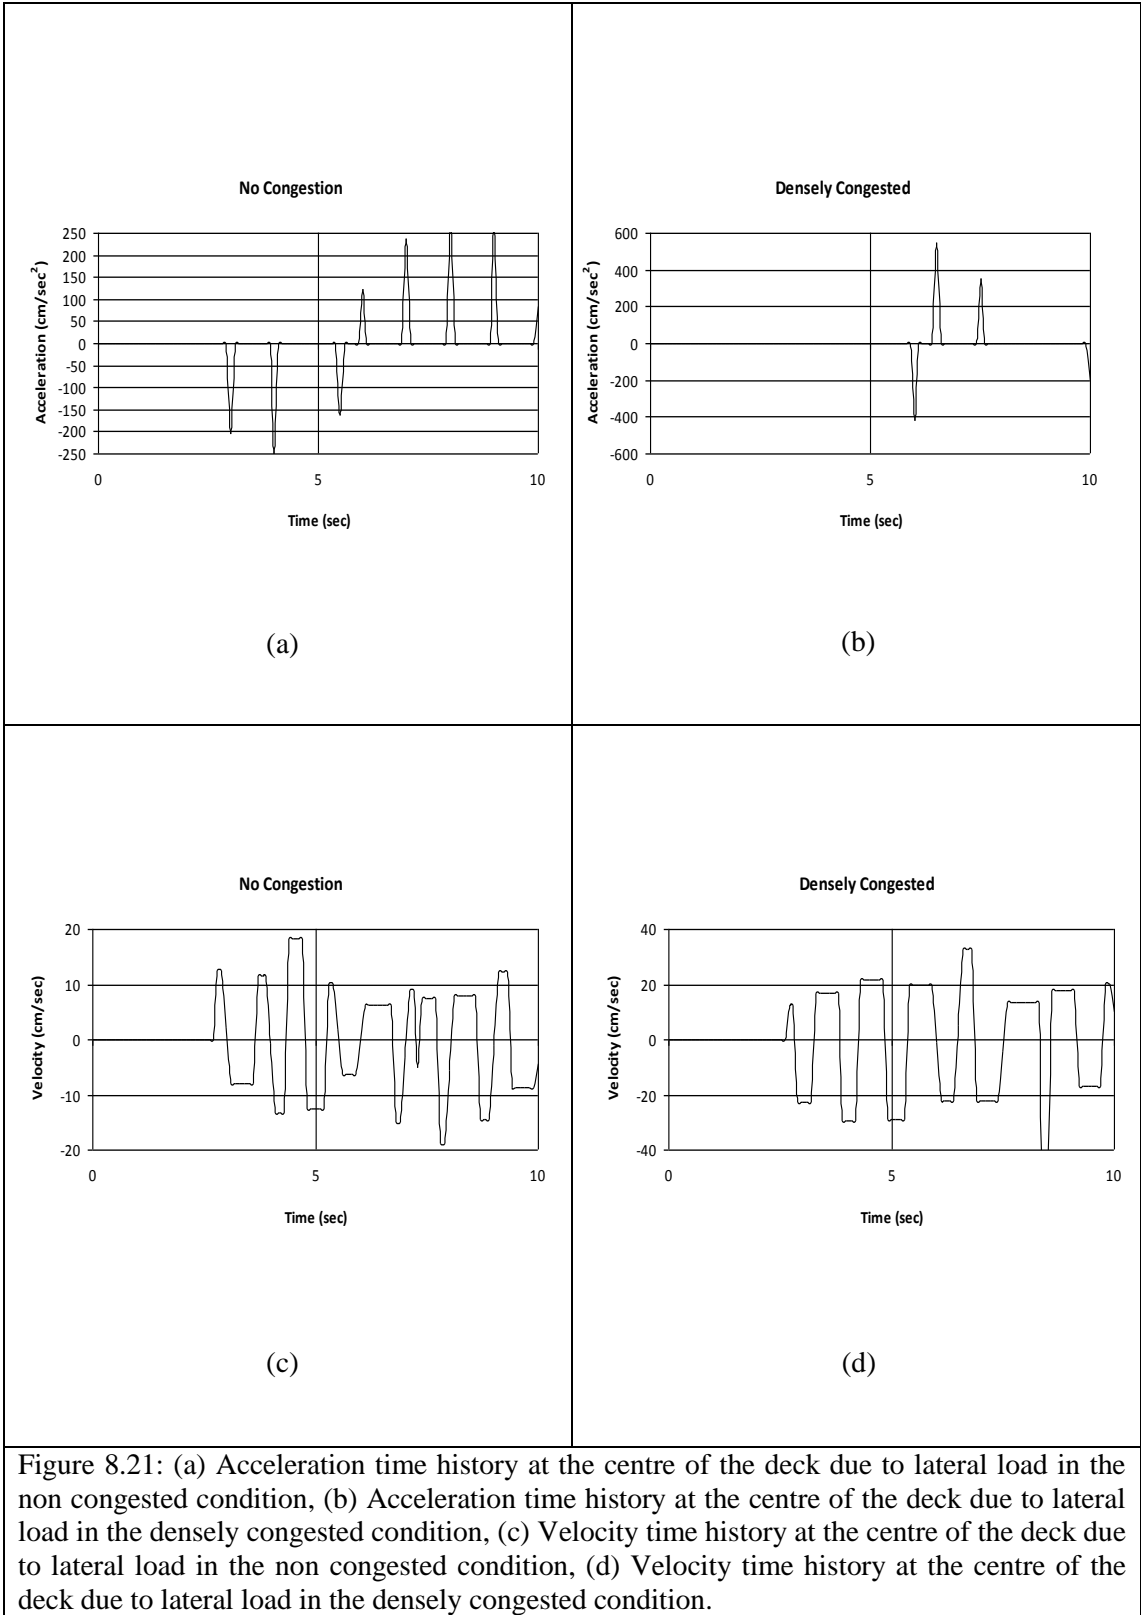 No Congestion
Acceleration (cm/sec²)
250
200
150
100
50
0
-50
-100
-150
-200
-250
0 5 10
Time (sec)
(a)
Densely Congested
Acceleration (cm/sec²)
600
400
200
0
-200
-400
-600
0 5 10
Time (sec)
(b)
No Congestion
Velocity (cm/sec)
20
10
0
-10
-20
0 5 10
Time (sec)
(c)
Densely Congested
Velocity (cm/sec)
40
20
0
-20
-40
0 5 10
Time (sec)
(d)
Figure 8.21: (a) Acceleration time history at the centre of the deck due to lateral load in the
non congested condition, (b) Acceleration time history at the centre of the deck due to lateral
load in the densely congested condition, (c) Velocity time history at the centre of the deck due
to lateral load in the non congested condition, (d) Velocity time history at the centre of the
deck due to lateral load in the densely congested condition.